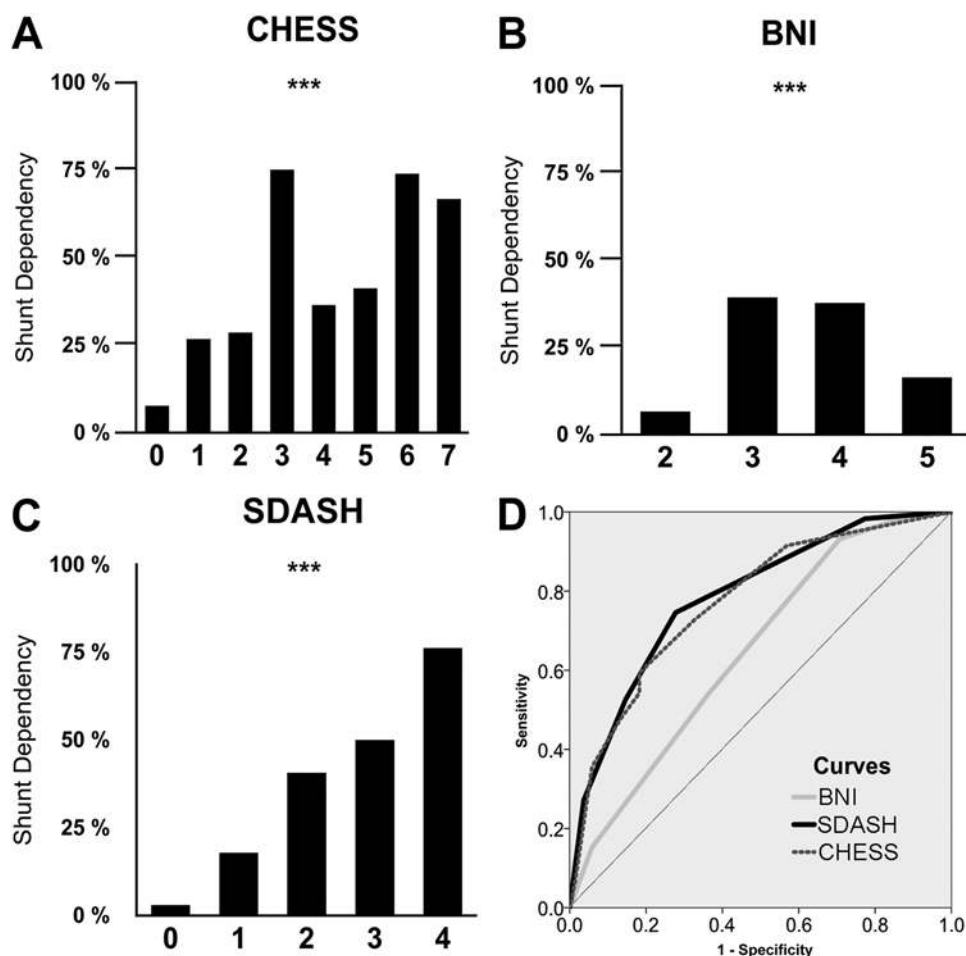 A
CHESS
100 %
75 %
50 %
25 %
0 %
Shunt Dependency
***
0 1 2 3 4 5 6 7
B
BNI
100 %
75 %
50 %
25 %
0 %
Shunt Dependency
***
2 3 4 5
C
SDASH
100 %
75 %
50 %
25 %
0 %
Shunt Dependency
***
0 1 2 3 4
D
1.0
0.8
0.6
0.4
0.2
0.0
Sensitivity
Curves
BNI
SDASH
CHESS
0.0 0.2 0.4 0.6 0.8 1.0
1 - Specificity